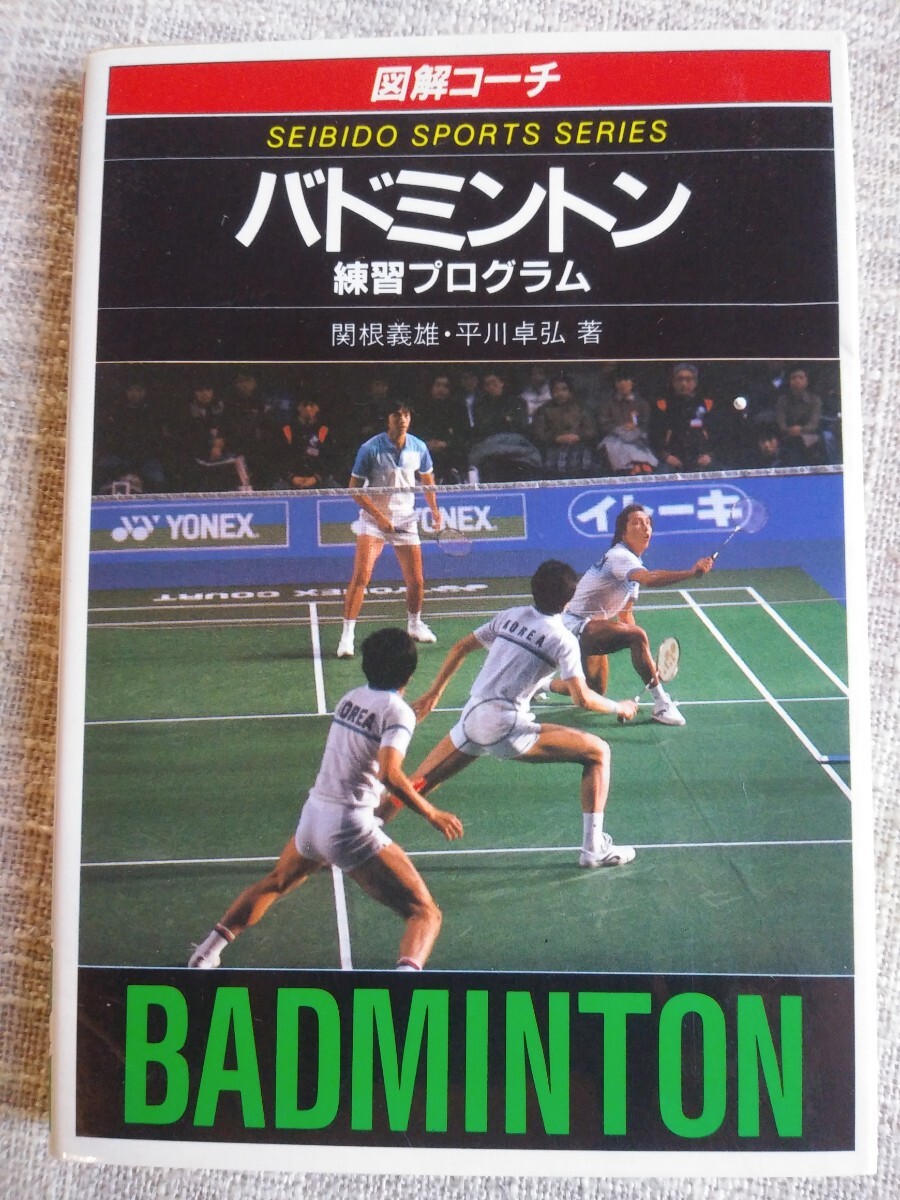 図解コーチ
SEIBIDO SPORTS SERIES
バドミントン
練習プログラム
関根義雄・平川卓弘 著
YONEX
YONEX
イトーキ
YONEX COURT
KOREA
KOREA
BADMINTON